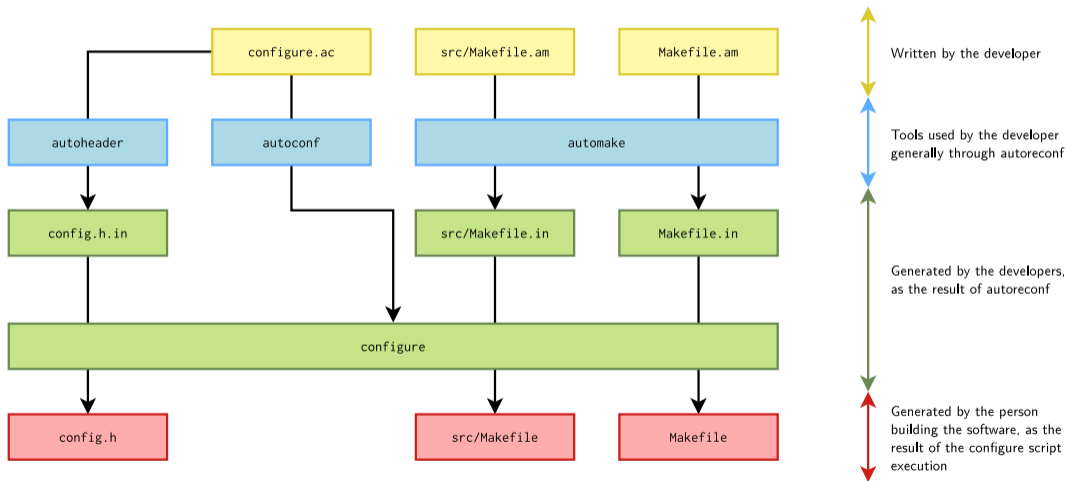 configure.ac
src/Makefile.am
Makefile.am
Written by the developer
autoheader
autoconf
automake
Tools used by the developer
generally through autoreconf
config.h.in
src/Makefile.in
Makefile.in
Generated by the developers,
as the result of autoreconf
configure
config.h
src/Makefile
Makefile
Generated by the person
building the software, as the
result of the configure script
execution